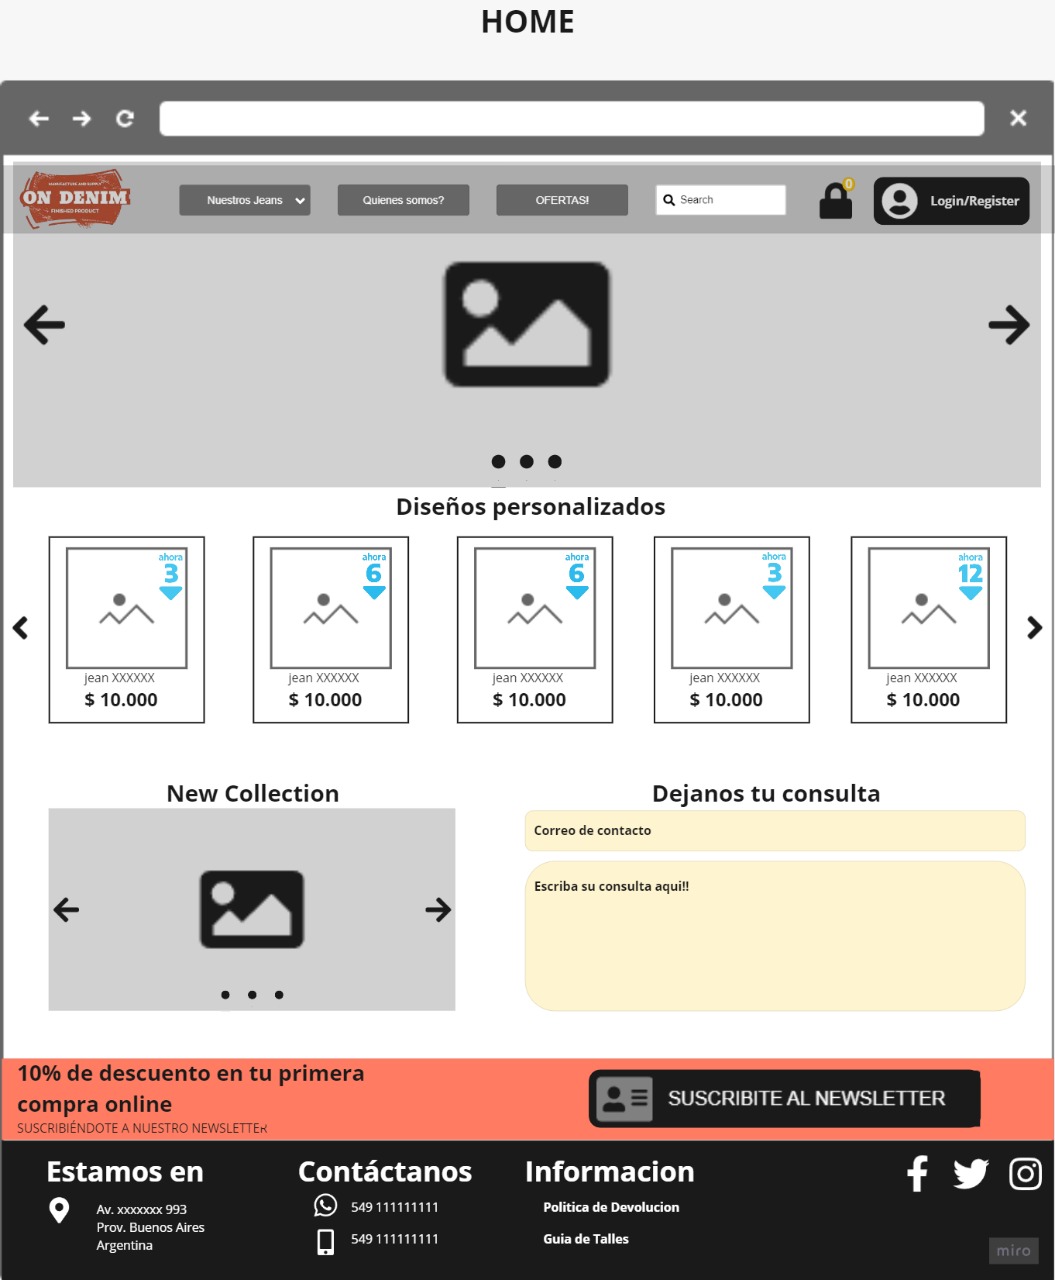 HOME
MANUFACTURE AND SUPPLY
ON DENIM
FINISHED PRODUCT
Nuestros Jeans
Quienes somos?
OFERTAS!
Search
0
Login/Register
Diseños personalizados
ahora
3
jean XXXXXX
$ 10.000
ahora
6
jean XXXXXX
$ 10.000
ahora
6
jean XXXXXX
$ 10.000
ahora
3
jean XXXXXX
$ 10.000
ahora
12
jean XXXXXX
$ 10.000
New Collection
Dejanos tu consulta
Correo de contacto
Escriba su consulta aqui!!
10% de descuento en tu primera
compra online
SUSCRIBIÉNDOTE A NUESTRO NEWSLETTER
SUSCRIBITE AL NEWSLETTER
Estamos en
Av. xxxxxxx 993
Prov. Buenos Aires
Argentina
Contáctanos
549 111111111
549 111111111
Informacion
Politica de Devolucion
Guia de Talles
miro